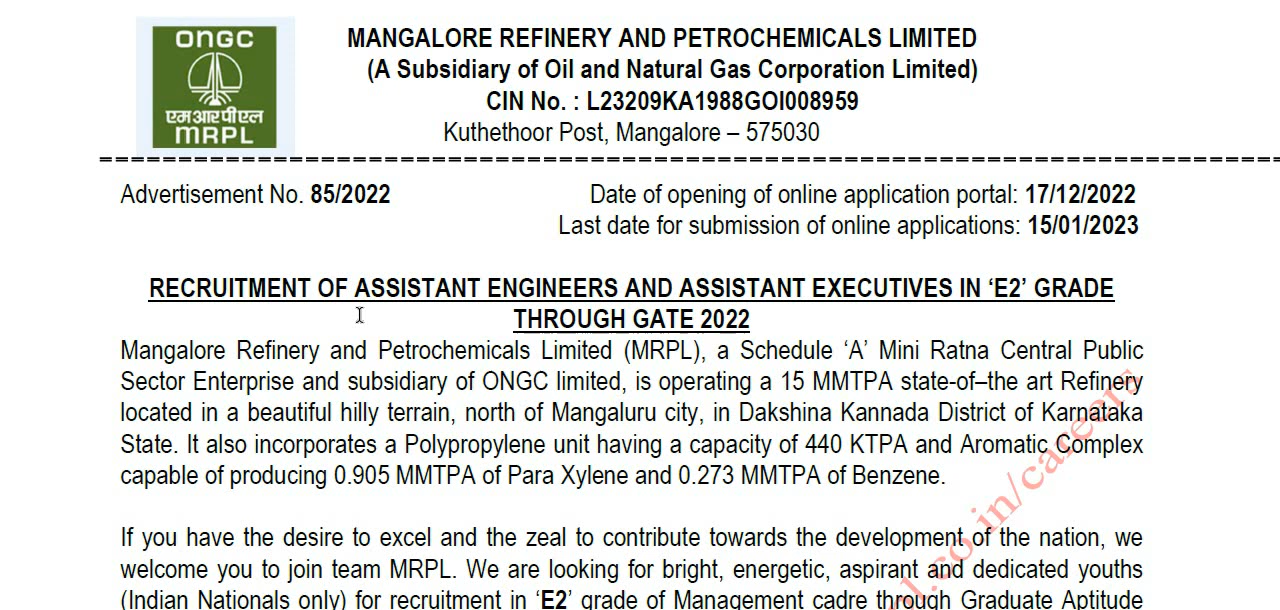 ONGC
एमआरपीएल
MRPL
MANGALORE REFINERY AND PETROCHEMICALS LIMITED
(A Subsidiary of Oil and Natural Gas Corporation Limited)
CIN No. : L23209KA1988GOI008959
Kuthethoor Post, Mangalore – 575030
Advertisement No. 85/2022
Date of opening of online application portal: 17/12/2022
Last date for submission of online applications: 15/01/2023
RECRUITMENT OF ASSISTANT ENGINEERS AND ASSISTANT EXECUTIVES IN ‘E2’ GRADE
THROUGH GATE 2022
Mangalore Refinery and Petrochemicals Limited (MRPL), a Schedule ‘A’ Mini Ratna Central Public
Sector Enterprise and subsidiary of ONGC limited, is operating a 15 MMTPA state-of–the art Refinery
located in a beautiful hilly terrain, north of Mangaluru city, in Dakshina Kannada District of Karnataka
State. It also incorporates a Polypropylene unit having a capacity of 440 KTPA and Aromatic Complex
capable of producing 0.905 MMTPA of Para Xylene and 0.273 MMTPA of Benzene.
If you have the desire to excel and the zeal to contribute towards the development of the nation, we
welcome you to join team MRPL. We are looking for bright, energetic, aspirant and dedicated youths
(Indian Nationals only) for recruitment in ‘E2’ grade of Management cadre through Graduate Aptitude
l.co.in/careers